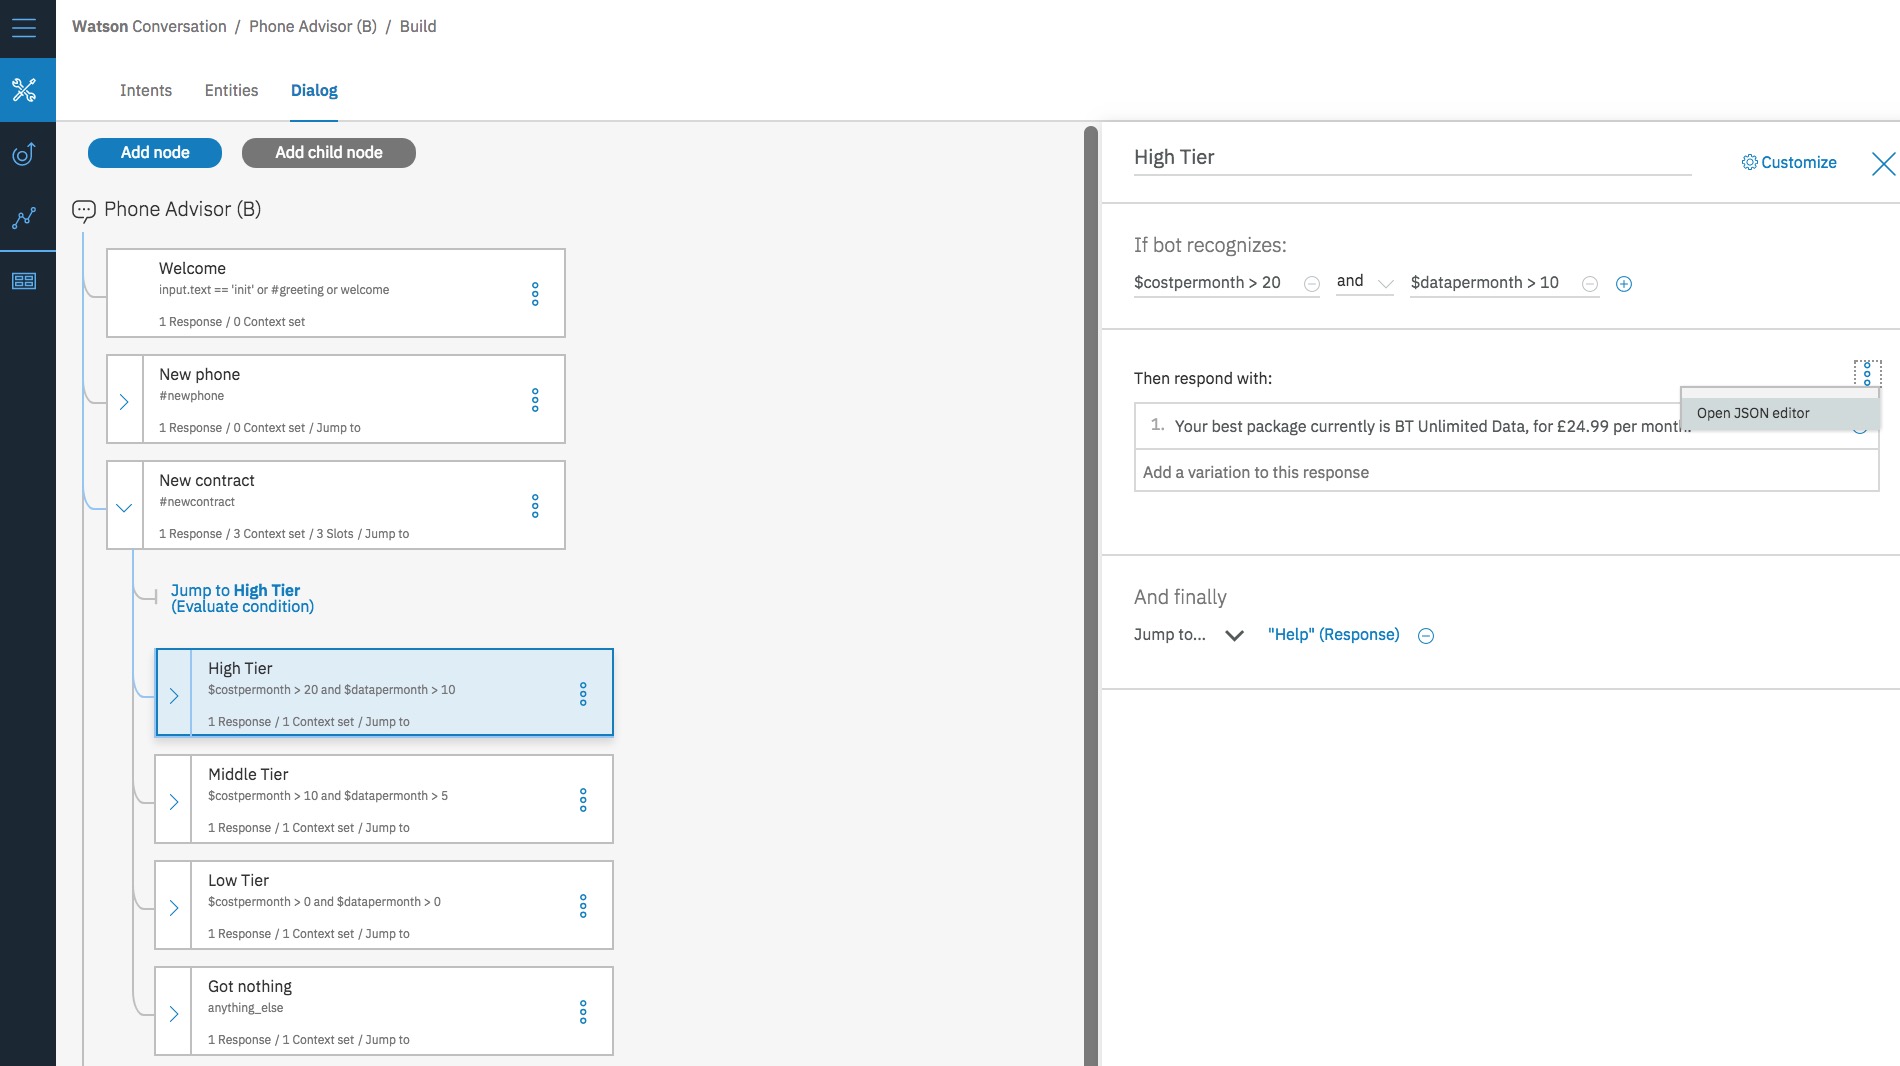 Watson Conversation / Phone Advisor (B) / Build
Intents Entities Dialog
Add node Add child node
Phone Advisor (B)
Welcome
input.text == 'init' or #greeting or welcome
1 Response / 0 Context set
New phone
#newphone
1 Response / 0 Context set / Jump to
New contract
#newcontract
1 Response / 3 Context set / 3 Slots / Jump to
Jump to High Tier
(Evaluate condition)
High Tier
$costpermonth > 20 and $datapermonth > 10
1 Response / 1 Context set / Jump to
Middle Tier
$costpermonth > 10 and $datapermonth > 5
1 Response / 1 Context set / Jump to
Low Tier
$costpermonth > 0 and $datapermonth > 0
1 Response / 1 Context set / Jump to
Got nothing
anything_else
1 Response / 1 Context set / Jump to
High Tier
Customize
If bot recognizes:
$costpermonth > 20 and $datapermonth > 10
Then respond with:
Open JSON editor
1. Your best package currently is BT Unlimited Data, for £24.99 per month.
Add a variation to this response
And finally
Jump to... "Help" (Response)